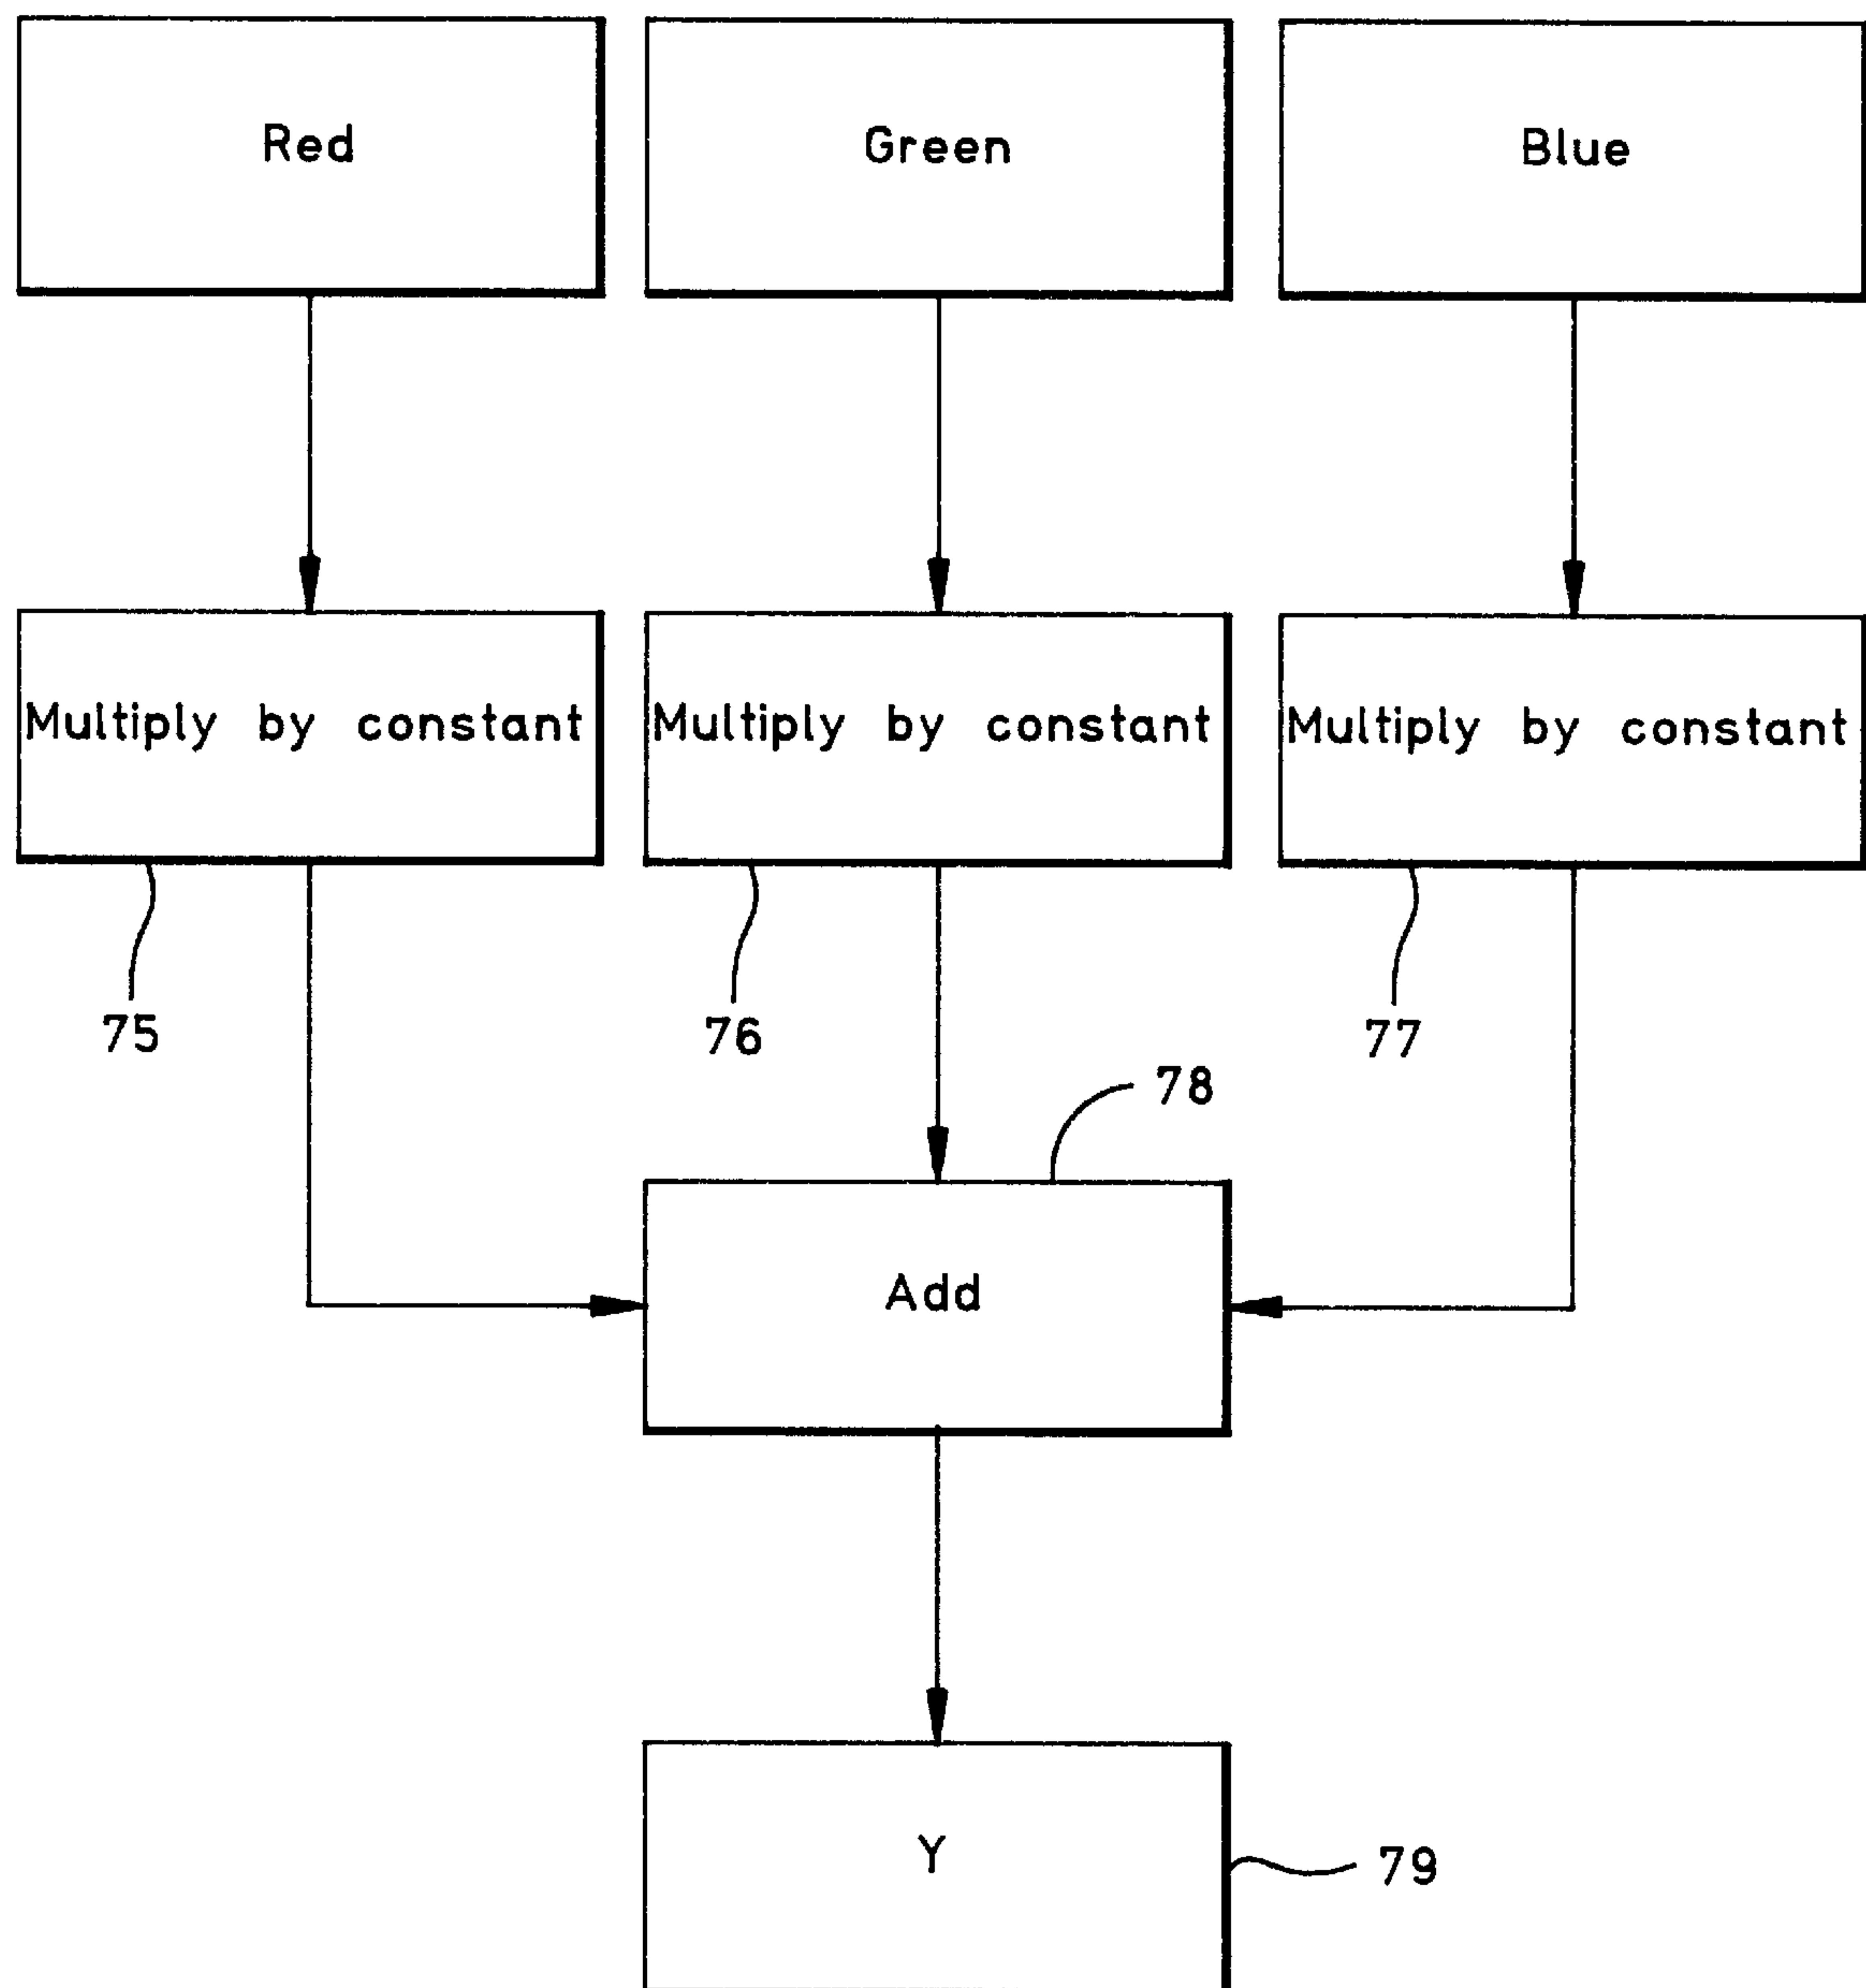 Red
Green
Blue
Multiply by constant
Multiply by constant
Multiply by constant
75
76
77
78
Add
Y
79